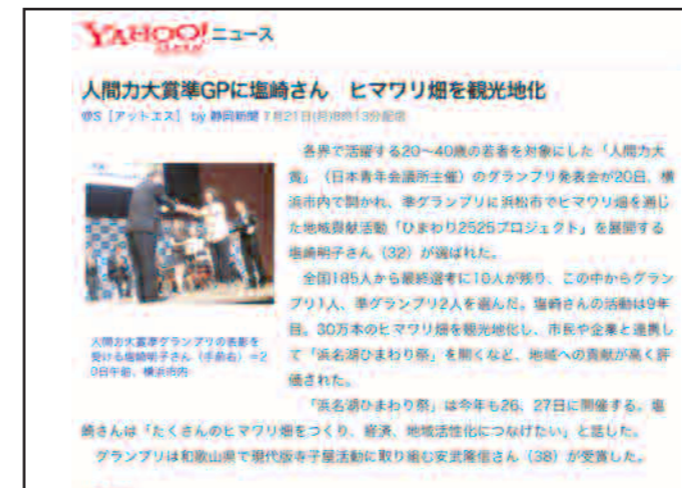 YAHOO!ニュース
JAPAN
人間力大賞準GPに塩崎さん　ヒマワリ畑を観光地化
@S［アットエス］ by 静岡新聞 7月21日(月)8時13分配信
各界で活躍する20〜40歳の若者を対象にした「人間力大
賞」（日本青年会議所主催）のグランプリ発表会が20日、横
浜市内で開かれ、準グランプリに浜松市でヒマワリ畑を通じ
た地域貢献活動「ひまわり2525プロジェクト」を展開する
塩崎明子さん（32）が選ばれた。
全国185人から最終選考に10人が残り、この中からグラン
プリ1人、準グランプリ2人を選んだ。塩崎さんの活動は9年
目。30万本のヒマワリ畑を観光地化し、市民や企業と連携し
て「浜名湖ひまわり祭」を開くなど、地域への貢献が高く評
価された。
「浜名湖ひまわり祭」は今年も26、27日に開催する。塩
崎さんは「たくさんのヒマワリ畑をつくり、経済、地域活性化につなげたい」と話した。
グランプリは和歌山県で現代版寺子屋活動に取り組む安武隆信さん（38）が受賞した。
人間お大賞準グランプリの表彰を
受ける塩崎明子さん（手前右）＝2
0日午前、横浜市内